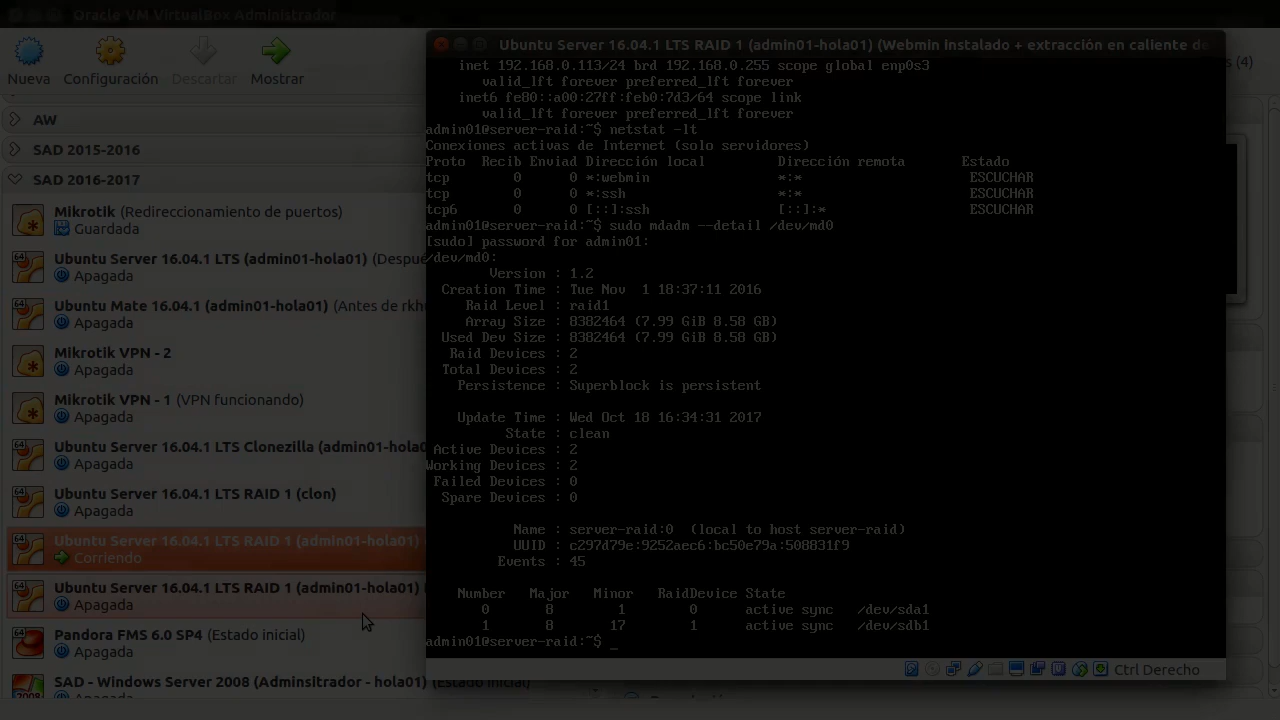 Oracle VM VirtualBox Administrador
Nueva
Configuración
Descartar
Mostrar
s (4)
AW
SAD 2015-2016
SAD 2016-2017
Mikrotik (Redireccionamiento de puertos)
Guardada
Ubuntu Server 16.04.1 LTS (admin01-hola01) (Despu
Apagada
Ubuntu Mate 16.04.1 (admin01-hola01) (Antes de rkh
Apagada
Mikrotik VPN - 2
Apagada
Mikrotik VPN - 1 (VPN funcionando)
Apagada
Ubuntu Server 16.04.1 LTS Clonezilla (admin01-hola0
Apagada
Ubuntu Server 16.04.1 LTS RAID 1 (clon)
Apagada
Ubuntu Server 16.04.1 LTS RAID 1 (admin01-hola01)
Corriendo
Ubuntu Server 16.04.1 LTS RAID 1 (admin01-hola01)
Apagada
Pandora FMS 6.0 SP4 (Estado inicial)
Apagada
SAD - Windows Server 2008 (Adminsitrador - hola01) (Estado inicial)
Apagada
Ubuntu Server 16.04.1 LTS RAID 1 (admin01-hola01) (Webmin instalado + extracción en caliente de
inet 192.168.0.113/24 brd 192.168.0.255 scope global enp0s3
valid_lft forever preferred_lft forever
inet6 fe80::a00:27ff:feb0:7d3/64 scope link
valid_lft forever preferred_lft forever
admin01@server-raid:~$ netstat -lt
Conexiones activas de Internet (solo servidores)
Proto Recib Enviad Dirección local Dirección remota Estado
tcp 0 0 *:webmin *:* ESCUCHAR
tcp 0 0 *:ssh *:* ESCUCHAR
tcp6 0 0 [::]:ssh [::]:* ESCUCHAR
admin01@server-raid:~$ sudo mdadm --detail /dev/md0
[sudo] password for admin01:
/dev/md0:
Version : 1.2
Creation Time : Tue Nov 1 18:37:11 2016
Raid Level : raid1
Array Size : 8382464 (7.99 GiB 8.58 GB)
Used Dev Size : 8382464 (7.99 GiB 8.58 GB)
Raid Devices : 2
Total Devices : 2
Persistence : Superblock is persistent
Update Time : Wed Oct 18 16:34:31 2017
State : clean
Active Devices : 2
Working Devices : 2
Failed Devices : 0
Spare Devices : 0
Name : server-raid:0 (local to host server-raid)
UUID : c297d79e:9252aec6:bc50e79a:508831f9
Events : 45
Number Major Minor RaidDevice State
0 8 1 0 active sync /dev/sda1
1 8 17 1 active sync /dev/sdb1
admin01@server-raid:~$ _
Ctrl Derecho